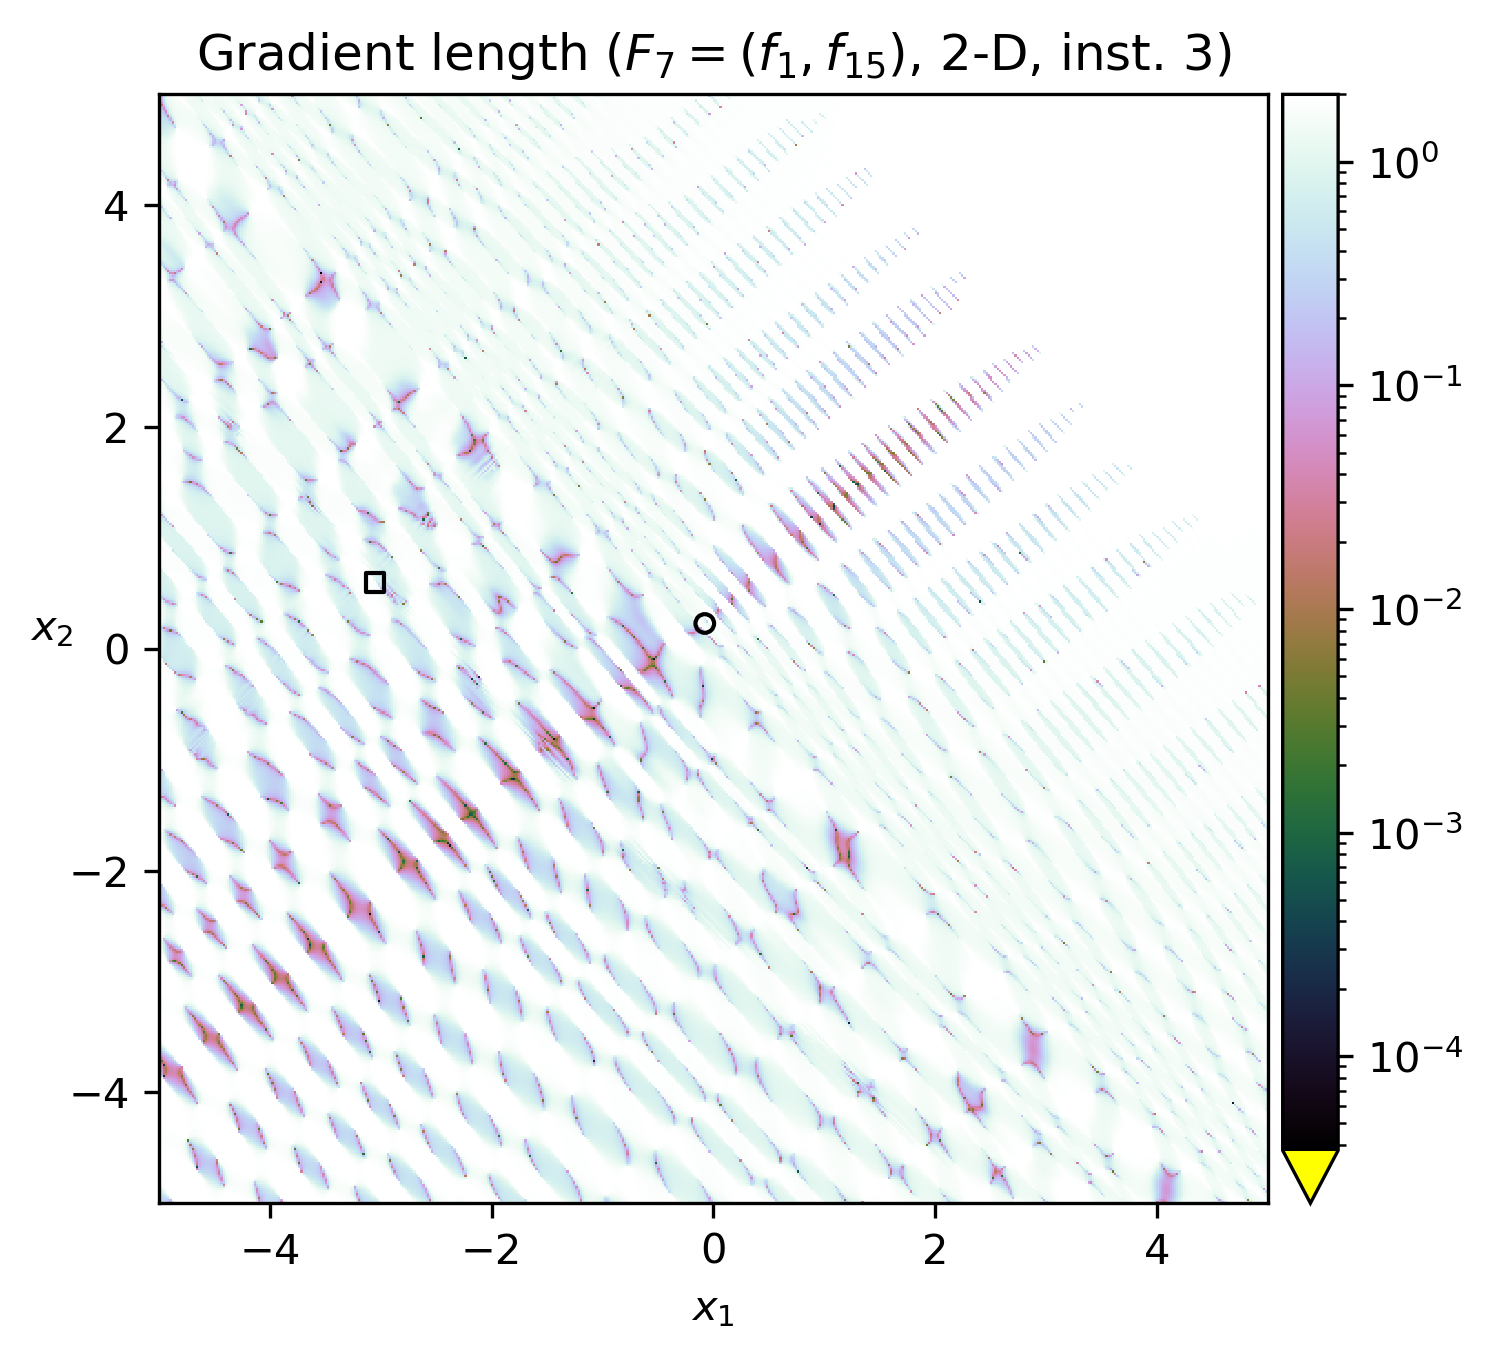 Gradient length (F₇ = (f₁, f₁₅), 2-D, inst. 3)
4
2
0
−2
−4
x₂
−4 −2 0 2 4
x₁
10⁰
10⁻¹
10⁻²
10⁻³
10⁻⁴